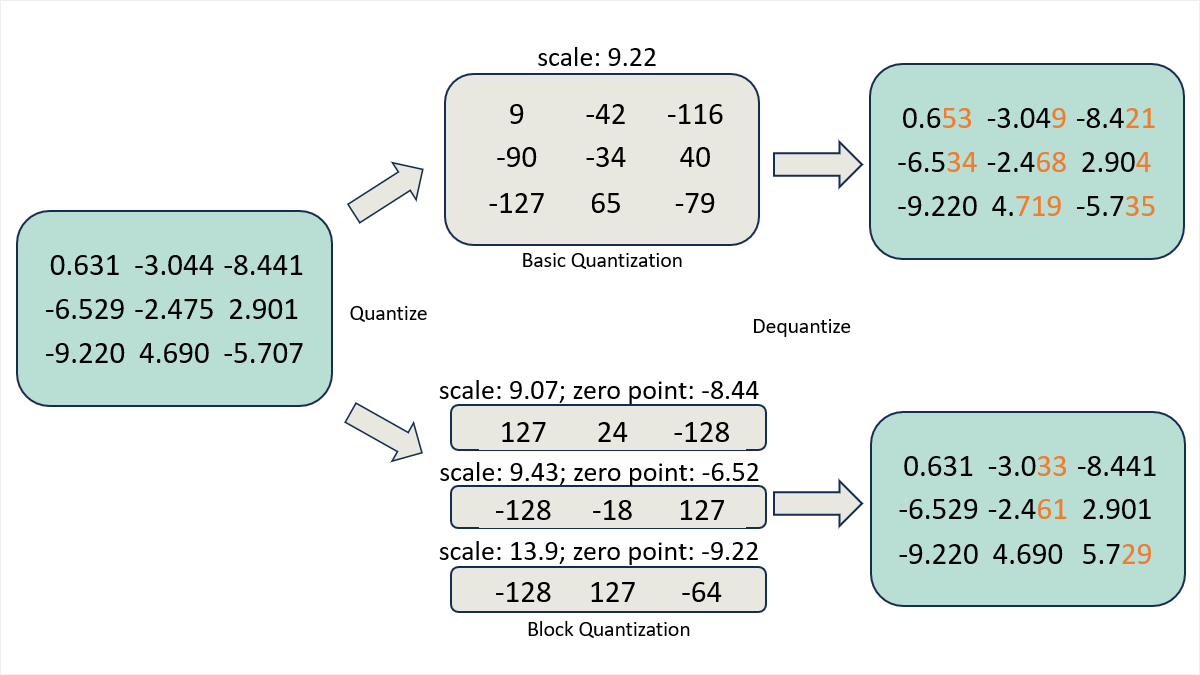 0.631 -3.044 -8.441
-6.529 -2.475 2.901
-9.220 4.690 -5.707
Quantize
scale: 9.22
9 -42 -116
-90 -34 40
-127 65 -79
Basic Quantization
scale: 9.07; zero point: -8.44
127 24 -128
scale: 9.43; zero point: -6.52
-128 -18 127
scale: 13.9; zero point: -9.22
-128 127 -64
Block Quantization
Dequantize
0.653 -3.049 -8.421
-6.534 -2.468 2.904
-9.220 4.719 -5.735
0.631 -3.033 -8.441
-6.529 -2.461 2.901
-9.220 4.690 5.729